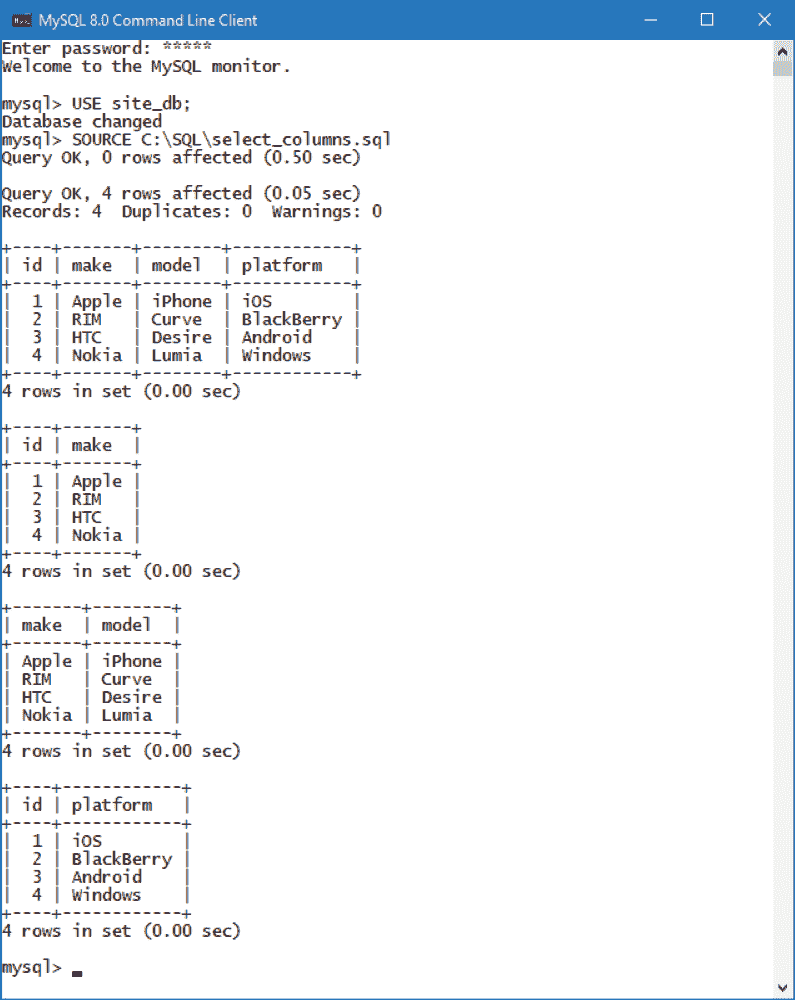 MySQL 8.0 Command Line Client
Enter password: *****
Welcome to the MySQL monitor.

mysql> USE site_db;
Database changed
mysql> SOURCE C:\SQL\select_columns.sql
Query OK, 0 rows affected (0.50 sec)

Query OK, 4 rows affected (0.05 sec)
Records: 4  Duplicates: 0  Warnings: 0

+----+-------+--------+------------+
| id | make  | model  | platform   |
+----+-------+--------+------------+
|  1 | Apple | iPhone | iOS        |
|  2 | RIM   | Curve  | BlackBerry |
|  3 | HTC   | Desire | Android    |
|  4 | Nokia | Lumia  | Windows    |
+----+-------+--------+------------+
4 rows in set (0.00 sec)

+----+-------+
| id | make  |
+----+-------+
|  1 | Apple |
|  2 | RIM   |
|  3 | HTC   |
|  4 | Nokia |
+----+-------+
4 rows in set (0.00 sec)

+-------+--------+
| make  | model  |
+-------+--------+
| Apple | iPhone |
| RIM   | Curve  |
| HTC   | Desire |
| Nokia | Lumia  |
+-------+--------+
4 rows in set (0.00 sec)

+----+------------+
| id | platform   |
+----+------------+
|  1 | iOS        |
|  2 | BlackBerry |
|  3 | Android    |
|  4 | Windows    |
+----+------------+
4 rows in set (0.00 sec)

mysql> _